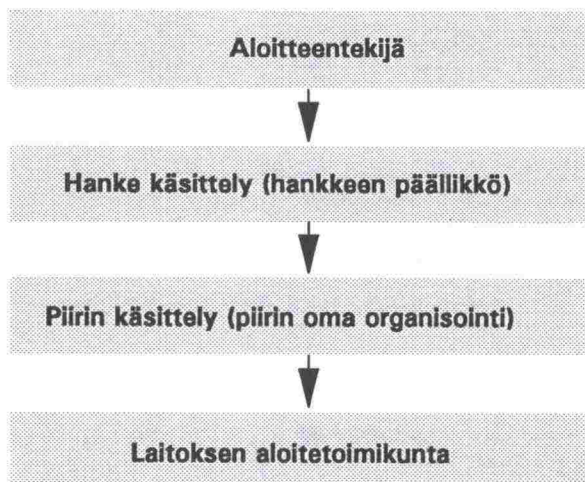 Aloitteentekijä
Hanke käsittely (hankkeen päällikkö)
Piirin käsittely (piirin oma organisointi)
Laitoksen aloitetoimikunta